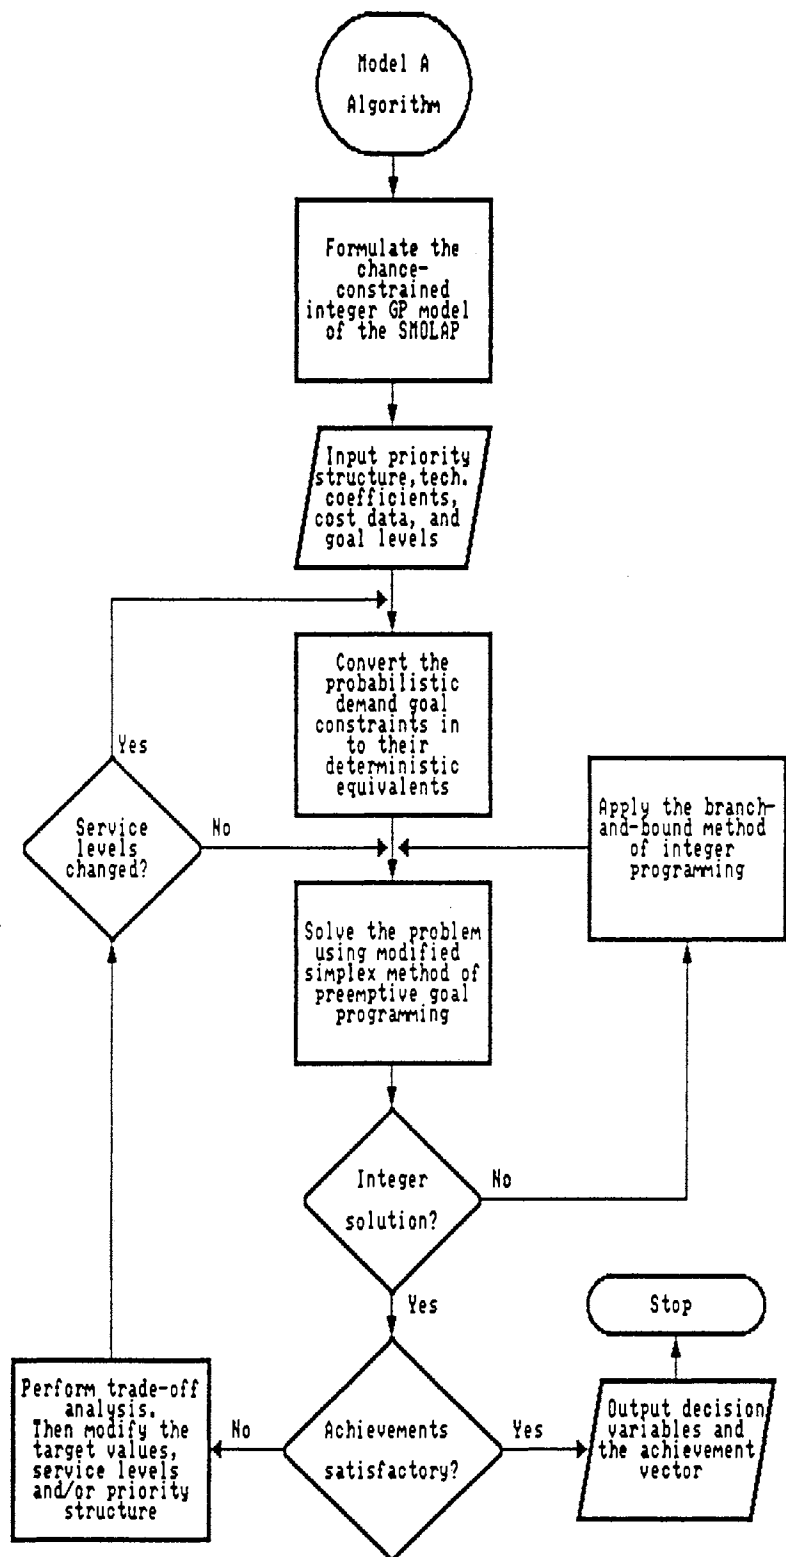 Model A
Algorithm
Formulate the
chance-
constrained
integer GP model
of the SMOLAP
Input priority
structure,tech.
coefficients,
cost data, and
goal levels
Convert the
probabilistic
demand goal
constraints in
to their
deterministic
equivalents
Yes
Service
levels
changed?
No
Apply the branch-
and-bound method
of integer
programming
Solve the problem
using modified
simplex method of
preemptive goal
programming
Integer
solution?
No
Yes
Stop
Perform trade-off
analysis.
Then modify the
target values,
service levels
and/or priority
structure
No
Achievements
satisfactory?
Yes
Output decision
variables and
the achievement
vector